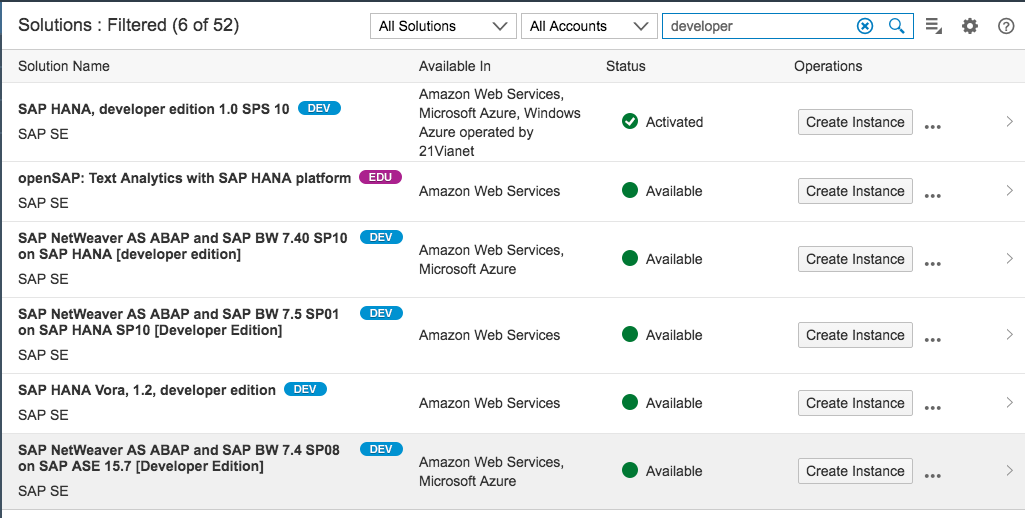 Solutions : Filtered (6 of 52)
All Solutions
All Accounts
developer
Solution Name
Available In
Status
Operations
SAP HANA, developer edition 1.0 SPS 10 DEV
SAP SE
Amazon Web Services,
Microsoft Azure, Windows
Azure operated by
21Vianet
Activated
Create Instance
openSAP: Text Analytics with SAP HANA platform EDU
SAP SE
Amazon Web Services
Available
Create Instance
SAP NetWeaver AS ABAP and SAP BW 7.40 SP10 DEV
on SAP HANA [developer edition]
SAP SE
Amazon Web Services,
Microsoft Azure
Available
Create Instance
SAP NetWeaver AS ABAP and SAP BW 7.5 SP01 DEV
on SAP HANA SP10 [Developer Edition]
SAP SE
Amazon Web Services
Available
Create Instance
SAP HANA Vora, 1.2, developer edition DEV
SAP SE
Amazon Web Services
Available
Create Instance
SAP NetWeaver AS ABAP and SAP BW 7.4 SP08 DEV
on SAP ASE 15.7 [Developer Edition]
SAP SE
Amazon Web Services,
Microsoft Azure
Available
Create Instance